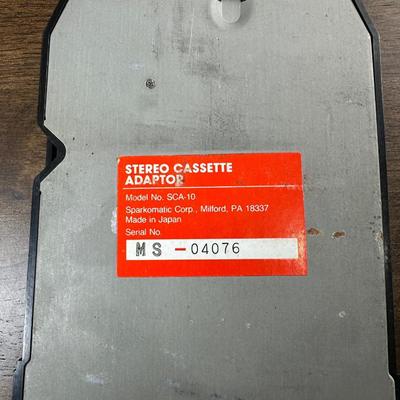 STEREO CASSETTE
ADAPTOR
Model No. SCA-10
Sparkomatic Corp., Milford, PA 18337
Made in Japan
Serial No.
MS -04076